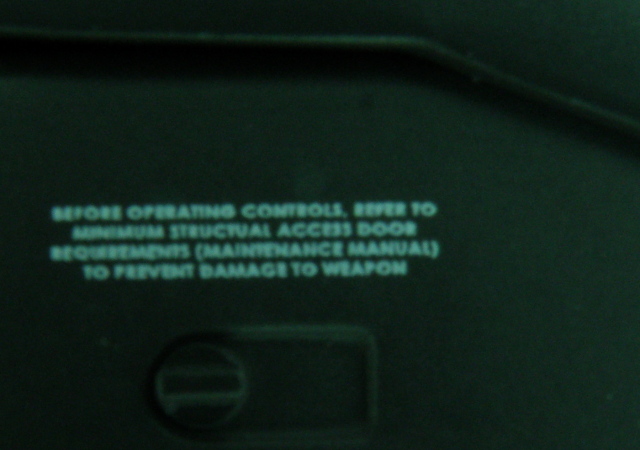 BEFORE OPERATING CONTROLS, REFER TO
MINIMUM STRUCTUAL ACCESS DOOR
REQUIREMENTS (MAINTENANCE MANUAL)
TO PREVENT DAMAGE TO WEAPON